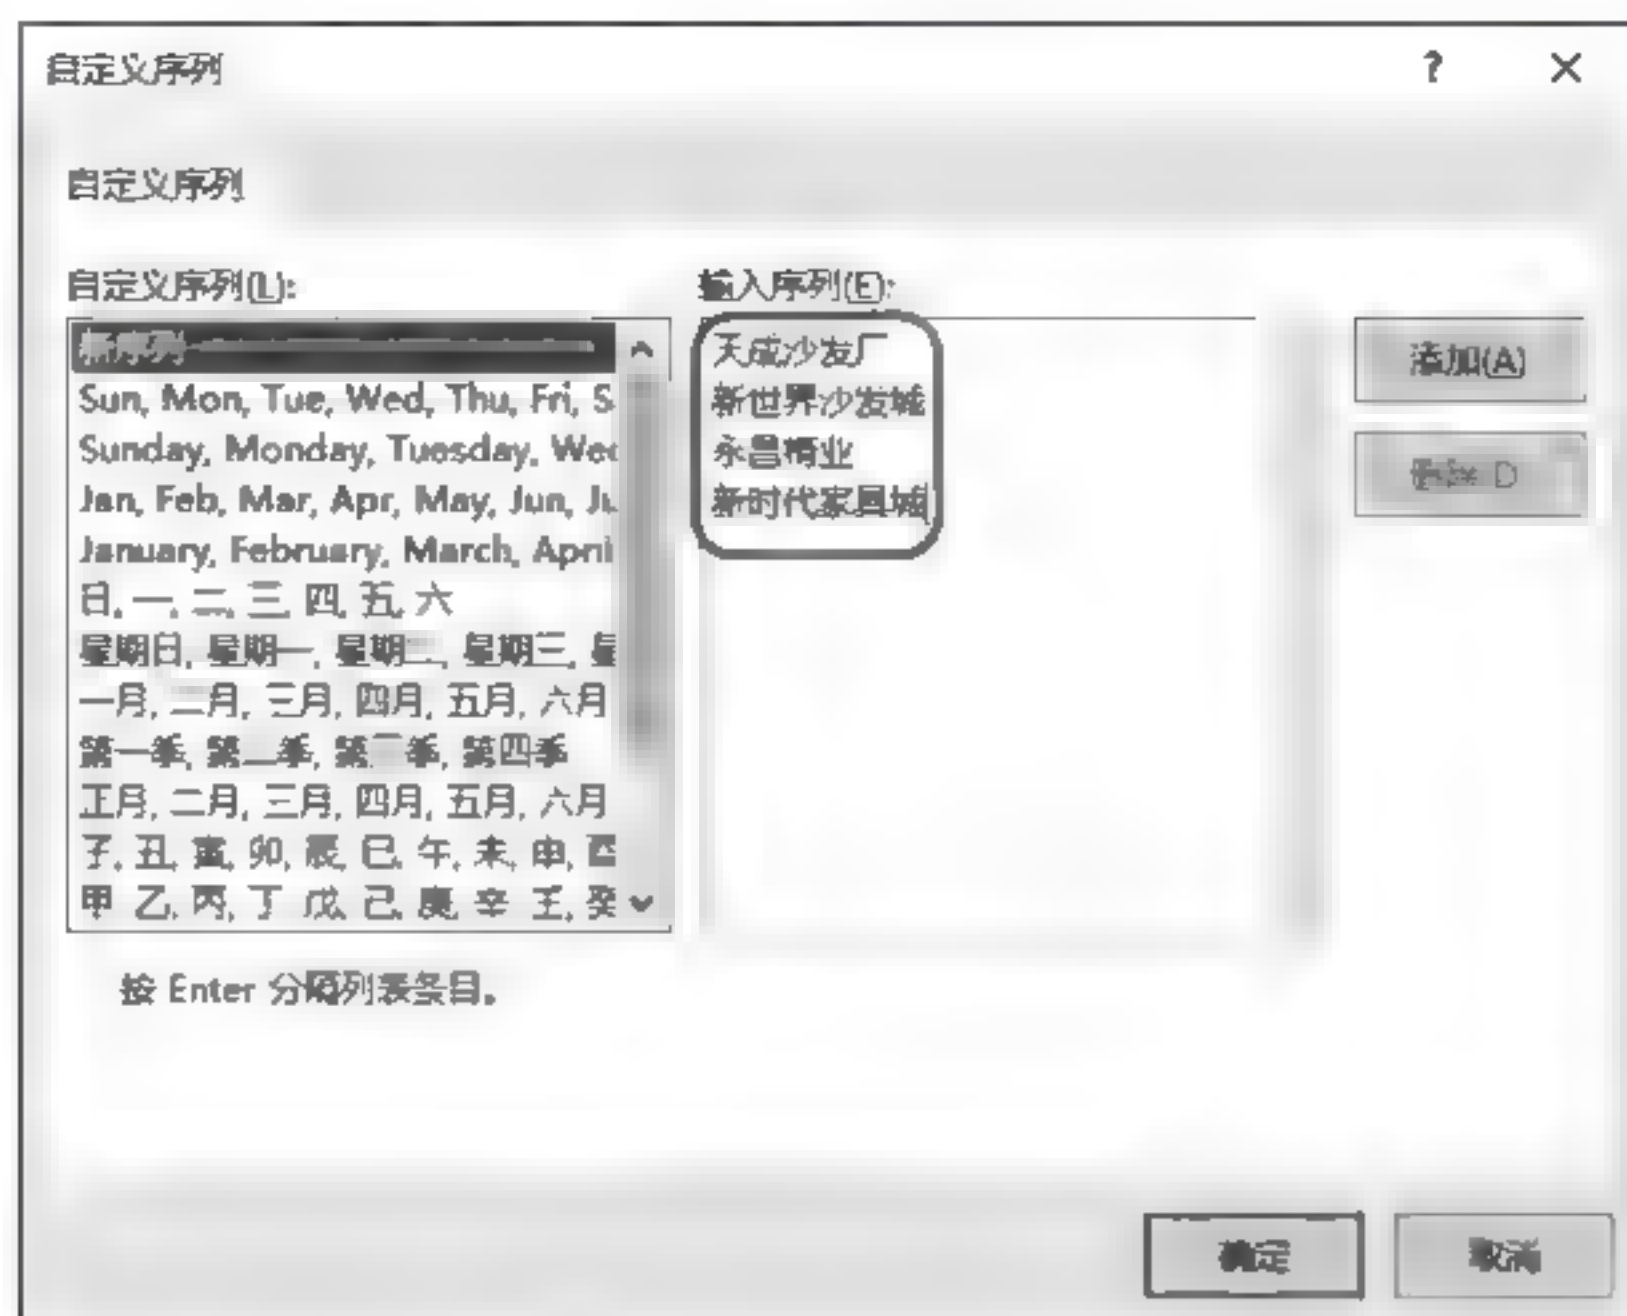 自定义序列
? ×
自定义序列
自定义序列(L):
新序列
Sun, Mon, Tue, Wed, Thu, Fri, S
Sunday, Monday, Tuesday, Wed
Jan, Feb, Mar, Apr, May, Jun, Ju
January, February, March, April
日, 一, 二, 三, 四, 五, 六
星期日, 星期一, 星期二, 星期三, 星
一月, 二月, 三月, 四月, 五月, 六月
第一季, 第二季, 第三季, 第四季
正月, 二月, 三月, 四月, 五月, 六月
子, 丑, 寅, 卯, 辰, 巳, 午, 未, 申, 酉
甲, 乙, 丙, 丁, 戊, 己, 庚, 辛, 壬, 癸
输入序列(E):
天成沙发厂
新世界沙发城
永昌椅业
新时代家具城
添加(A)
删除(D)
按 Enter 分隔列表条目。
确定
取消